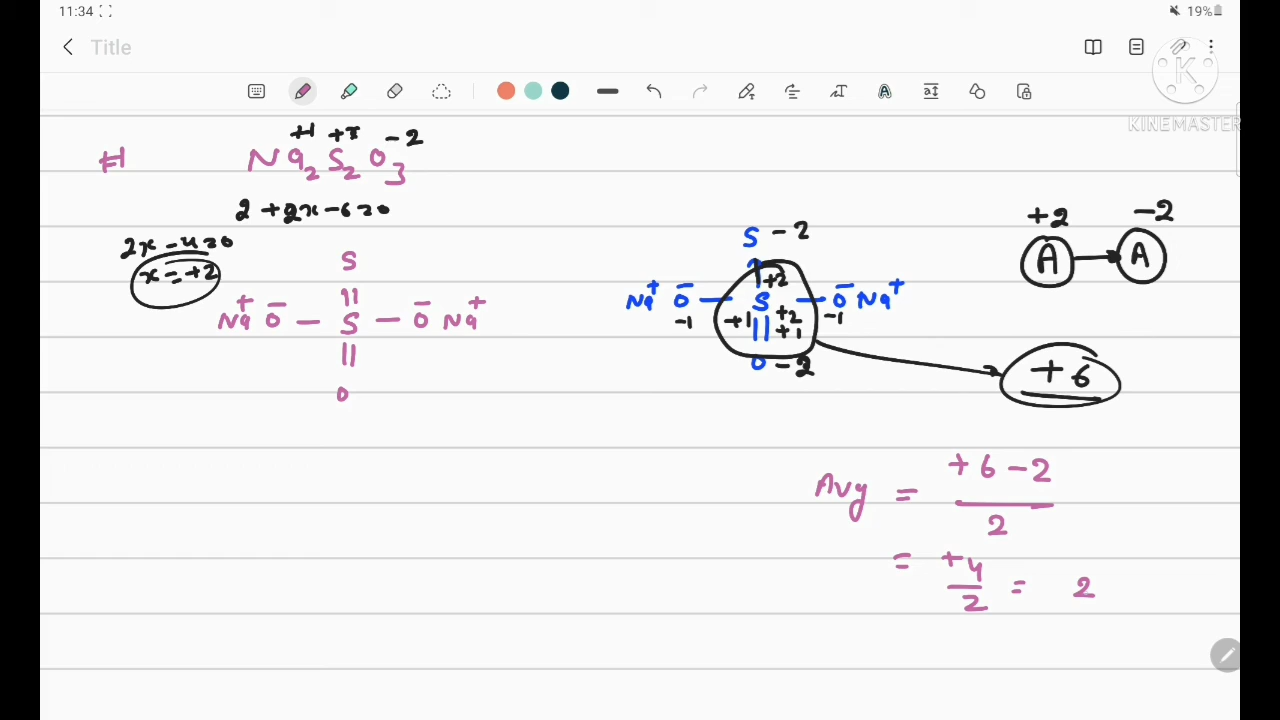 11:34
19%
Title
KINEMASTER
+1 +x -2
# Na2S2O3
2 + 2x - 6 = 0
2x - 4 = 0
x = +2
S
||
Na+ O- — S — O- Na+
||
O
S -2
+2
Na+ O- — S — O- Na+
-1 +1 +2 -1
|| +1
O -2
+2 -2
A → A
+6
Avg = +6 -2 / 2
= +4 / 2 = 2